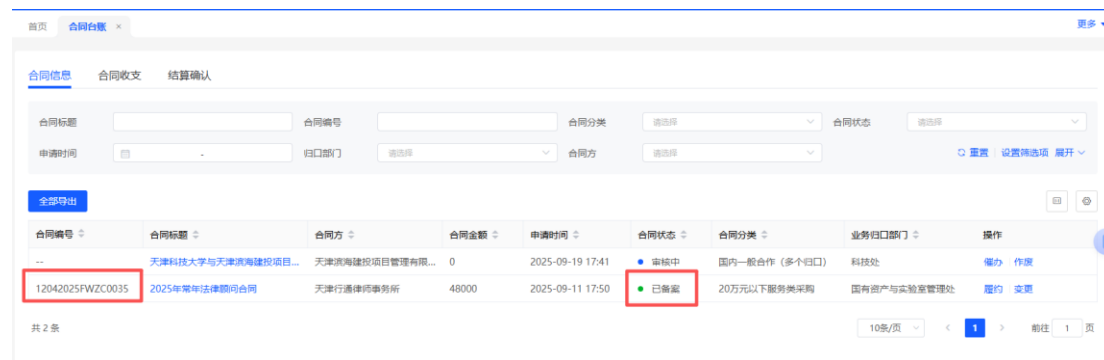 首页 合同台账 × 更多
合同信息 合同收支 结算确认
合同标题 合同编号 合同分类 请选择 合同状态 请选择
申请时间 - 归口部门 请选择 合同方 请选择 重置 设置筛选项 展开
全部导出
合同编号 合同标题 合同方 合同金额 申请时间 合同状态 合同分类 业务归口部门 操作
-- 天津科技大学与天津滨海建投项目... 天津滨海建投项目管理有限... 0 2025-09-19 17:41 审核中 国内一般合作（多个归口） 科技处 催办 作废
12042025FWZC0035 2025年常年法律顾问合同 天津行通律师事务所 48000 2025-09-11 17:50 已备案 20万元以下服务类采购 国有资产与实验室管理处 履约 变更
共 2 条 10条/页 < 1 > 前往 1 页